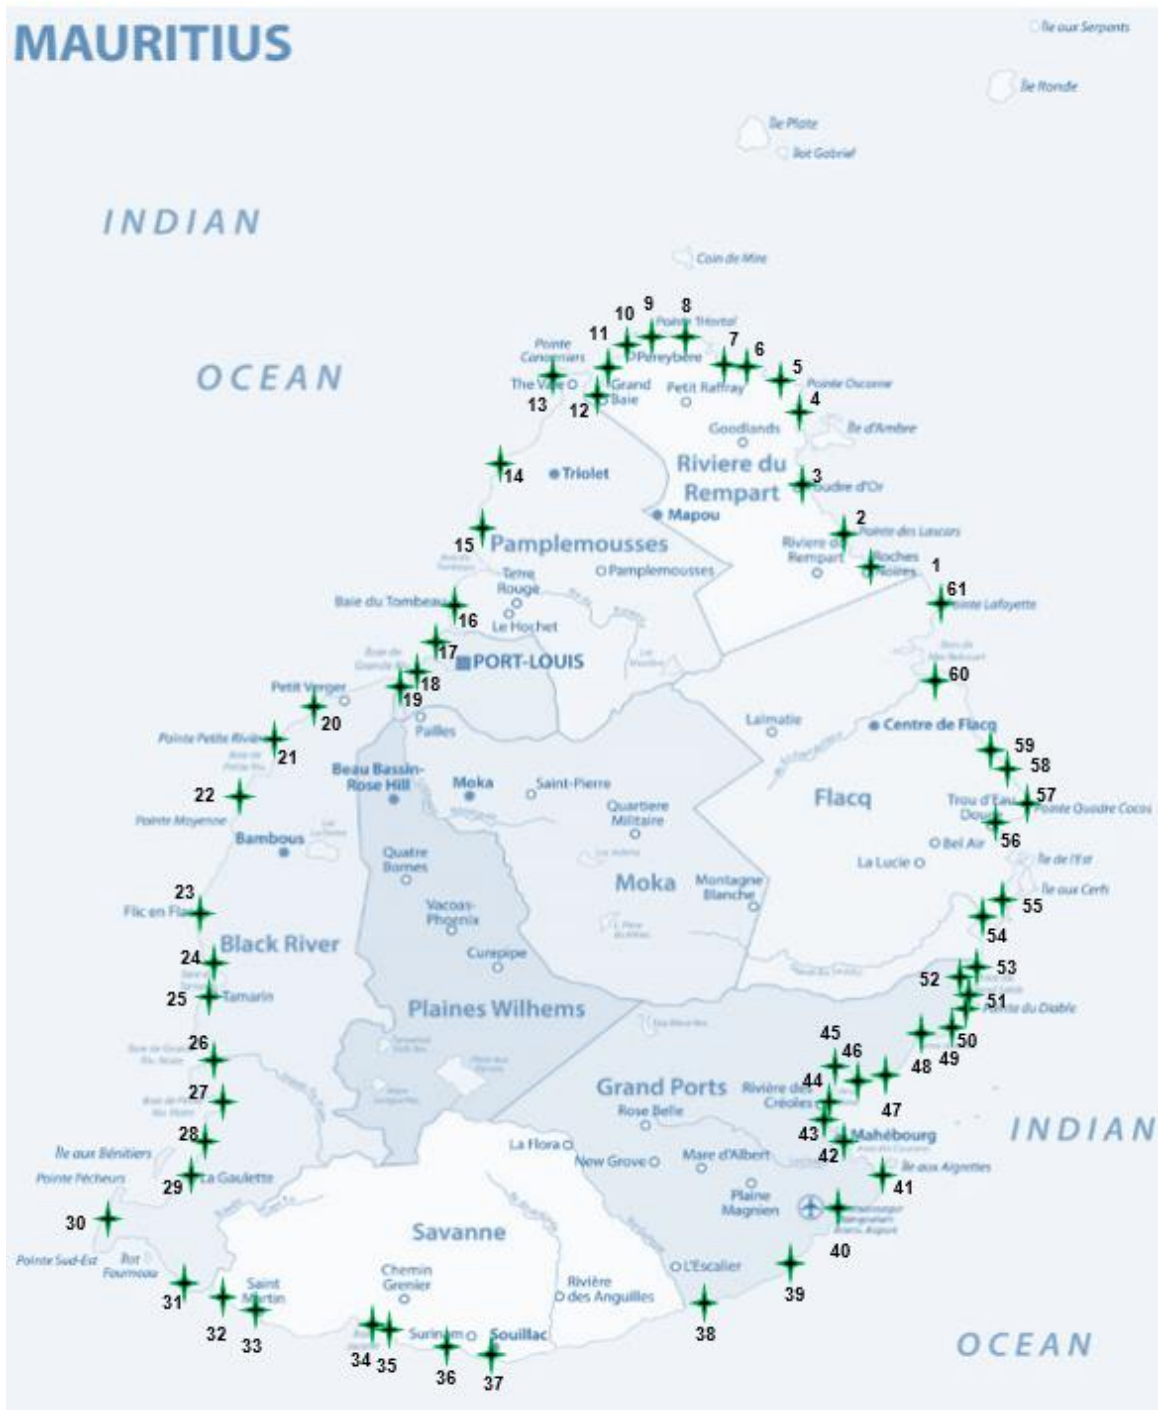 MAURITIUS
Île aux Serpents
Île Ronde
Île Plate
Îlot Gabriel
INDIAN
Coin de Mire
9
8
10
11
7
6
Pereybère
Pointe
Canonniers
5
The Vale
13
12
Grand
Baie
Petit Raffray
4
OCEAN
Île d'Ambre
Goodlands
14
Triolet
Riviere du
Rempart
3
Poudre d'Or
Mapou
2
Pointe des Lascars
15
Pamplemousses
Riviere du
Rempart
Roches
Noires
1
Pamplemousses
Terre
Rouge
61
Pointe Lafayette
Baie du Tombeau
16
Le Hochet
17
PORT-LOUIS
18
19
60
Petit Verger
20
Pailles
Lalmatie
Centre de Flacq
21
59
58
22
Beau Bassin-
Rose Hill
Moka
Saint-Pierre
Flacq
Trou d'Eau
Douce
57
Pointe Quadre Cocos
Pointe Moyenne
Quartiere
Militaire
56
Bambous
Bel Air
Quatre
Bornes
La Lucie
Île de l'Est
Île aux Cerfs
Moka
Montagne
Blanche
23
Flic en Flac
Vacoas-
Phoenix
55
54
Black River
Curepipe
24
53
52
25
Tamarin
Plaines Wilhems
51
Pointe du Diable
50
49
48
26
45
46
Grand Ports
44
Rivière des
Créoles
47
27
Rose Belle
43
28
La Flora
42
Mahébourg
INDIAN
Île aux Bénitiers
New Grove
Mare d'Albert
Île aux Aigrettes
Pointe Pêcheurs
29
La Gaulette
41
Plaine
Magnien
30
Savanne
40
Pointe Sud-Est
Îlot
Fourneau
L'Escalier
39
31
Saint
Martin
Chemin
Grenier
Rivière
des Anguilles
32
33
38
34
35
Surinam
Souillac
36
37
OCEAN